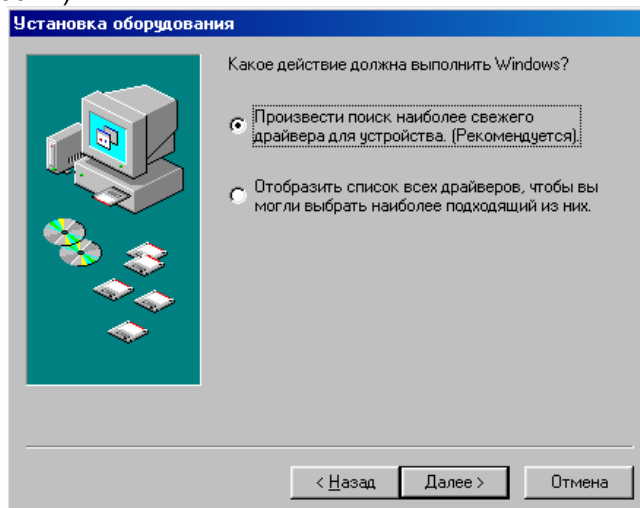 Установка оборудования
Какое действие должна выполнить Windows?
Произвести поиск наиболее свежего
драйвера для устройства. (Рекомендуется).
Отобразить список всех драйверов, чтобы вы
могли выбрать наиболее подходящий из них.
< Назад Далее > Отмена